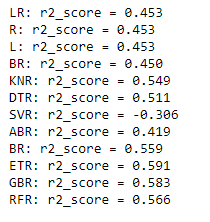 LR: r2_score = 0.453
R: r2_score = 0.453
L: r2_score = 0.453
BR: r2_score = 0.450
KNR: r2_score = 0.549
DTR: r2_score = 0.511
SVR: r2_score = -0.306
ABR: r2_score = 0.419
BR: r2_score = 0.559
ETR: r2_score = 0.591
GBR: r2_score = 0.583
RFR: r2_score = 0.566